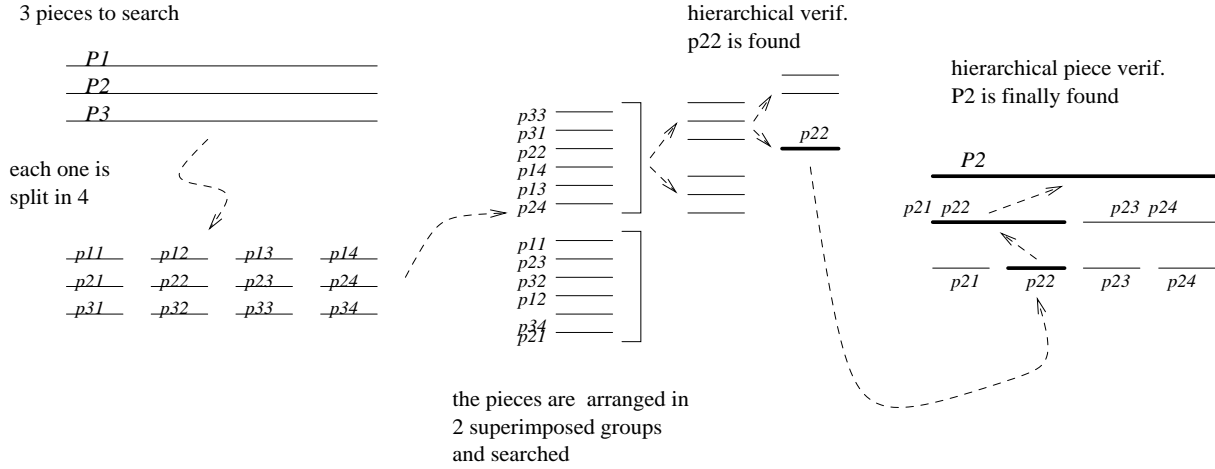 3 pieces to search
P1
P2
P3
each one is
split in 4
p11 p12 p13 p14
p21 p22 p23 p24
p31 p32 p33 p34
p33
p31
p22
p14
p13
p24
p11
p23
p32
p12
p34
p21
the pieces are arranged in
2 superimposed groups
and searched
hierarchical verif.
p22 is found
p22
hierarchical piece verif.
P2 is finally found
P2
p21 p22 p23 p24
p21 p22 p23 p24